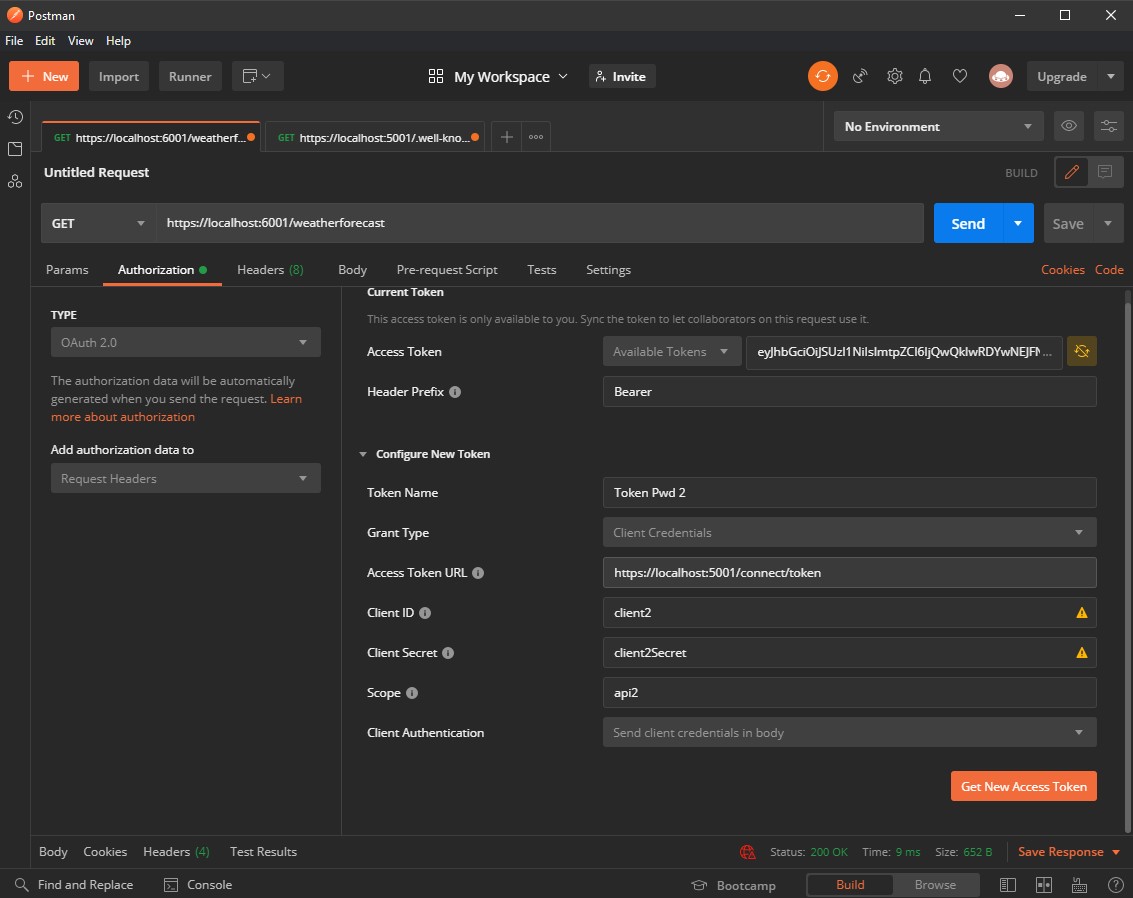 Postman
File Edit View Help
New Import Runner My Workspace Invite Upgrade
GET https://localhost:6001/weatherf... GET https://localhost:5001/.well-kno... No Environment
Untitled Request BUILD
GET https://localhost:6001/weatherforecast Send Save
Params Authorization Headers (8) Body Pre-request Script Tests Settings Cookies Code
TYPE
OAuth 2.0
The authorization data will be automatically
generated when you send the request. Learn
more about authorization
Add authorization data to
Request Headers
Current Token
This access token is only available to you. Sync the token to let collaborators on this request use it.
Access Token Available Tokens
Header Prefix Bearer
Configure New Token
Token Name Token Pwd 2
Grant Type Client Credentials
Access Token URL https://localhost:5001/connect/token
Client ID client2
Client Secret client2Secret
Scope api2
Client Authentication Send client credentials in body
Get New Access Token
Body Cookies Headers (4) Test Results Status: 200 OK Time: 9 ms Size: 652 B Save Response
Find and Replace Console Bootcamp Build Browse